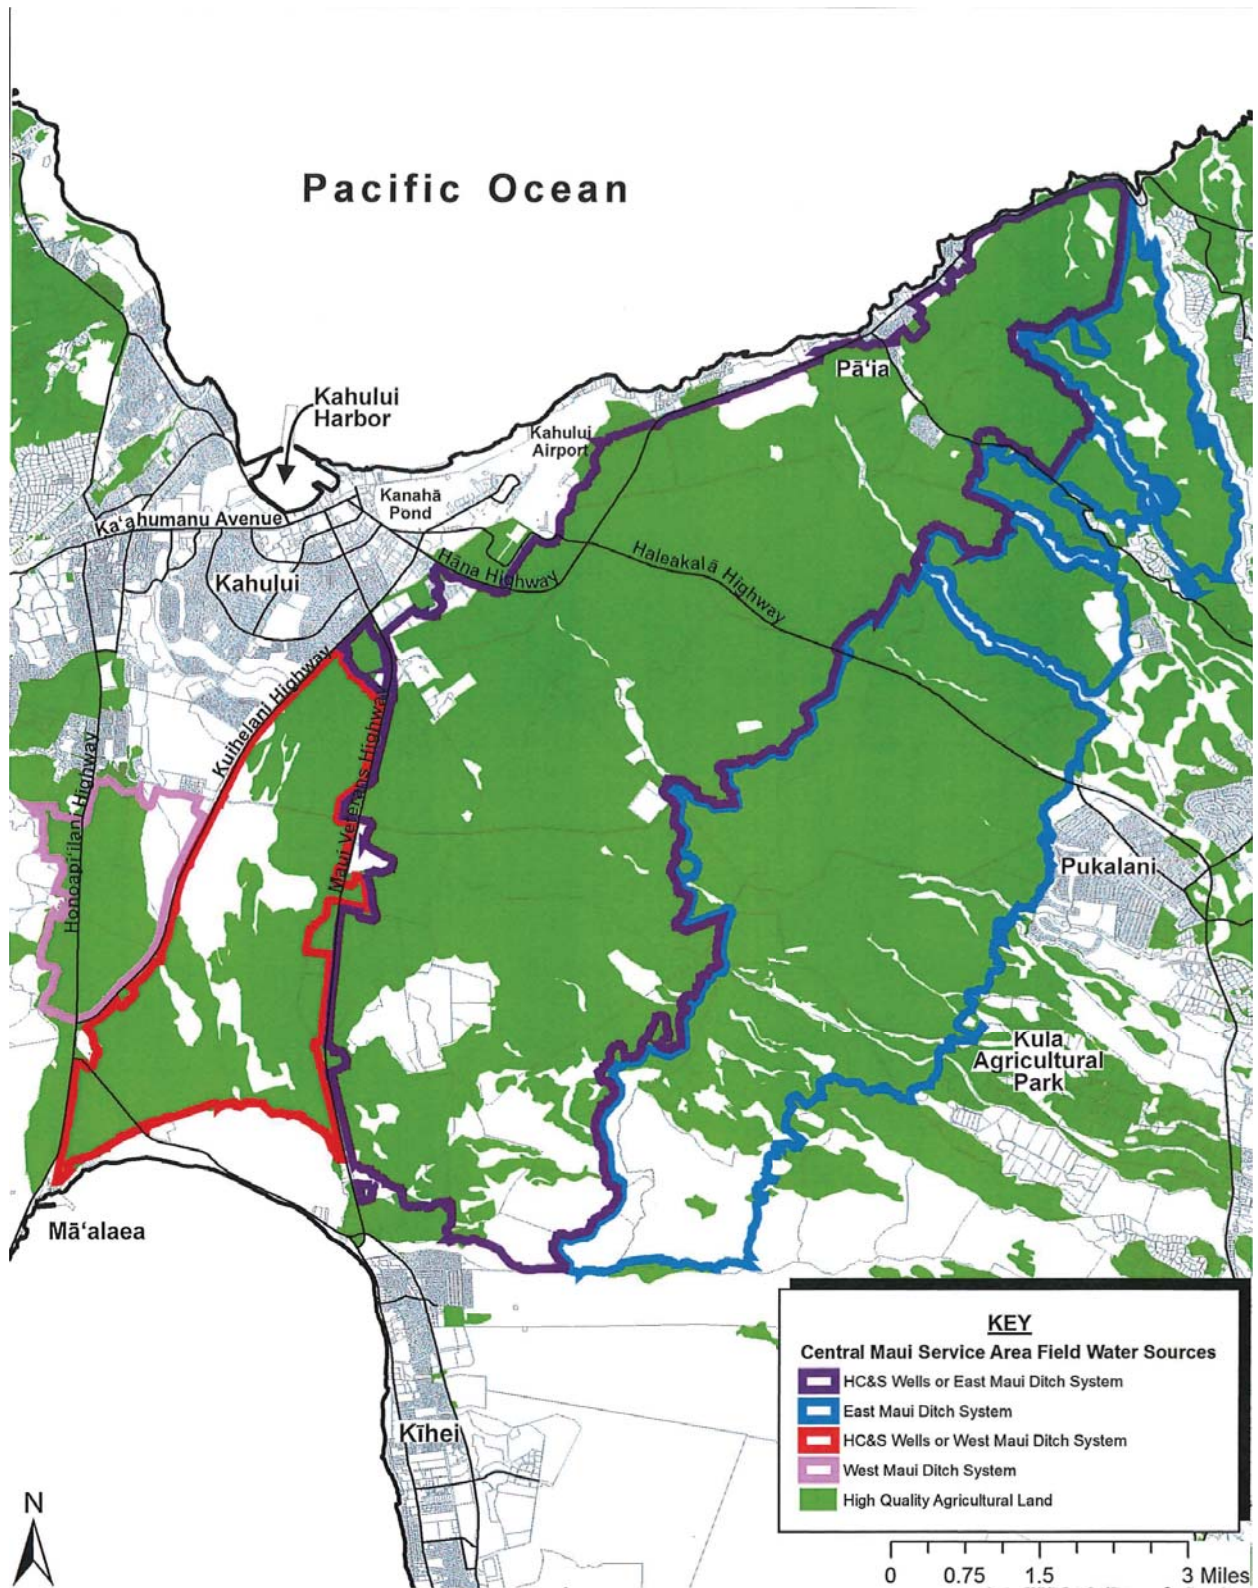 Pacific Ocean
Kahului
Harbor
Pāʻia
Kahului
Airport
Kanahā
Pond
Kaʻahumanu Avenue
Kahului
Hāna Highway
Haleakalā Highway
Kuihelani Highway
Honoapiʻilani Highway
Maui Veterans Highway
Pukalani
Kula
Agricultural
Park
Māʻalaea
Kīhei
KEY
Central Maui Service Area Field Water Sources
HC&S Wells or East Maui Ditch System
East Maui Ditch System
HC&S Wells or West Maui Ditch System
West Maui Ditch System
High Quality Agricultural Land
N
0 0.75 1.5 3 Miles